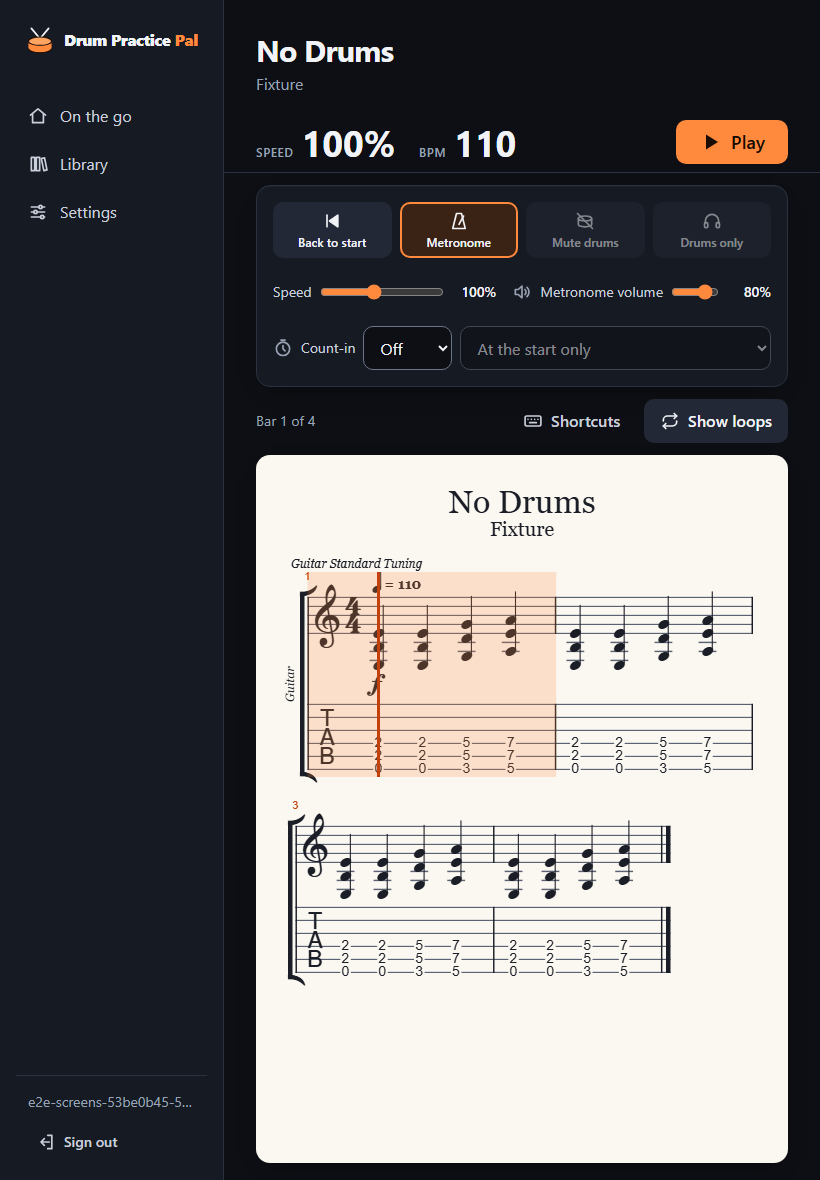 Drum Practice Pal
On the go
Library
Settings
e2e-screens-53be0b45-5...
Sign out
No Drums
Fixture
SPEED 100% BPM 110
Play
Back to start
Metronome
Mute drums
Drums only
Speed 100%
Metronome volume 80%
Count-in Off At the start only
Bar 1 of 4
Shortcuts
Show loops
No Drums
Fixture
Guitar Standard Tuning
1
= 110
4
4
f
Guitar
T
A
B
2 2 5 7 2 2 5 7
2 2 5 7 2 2 5 7
0 0 3 5 0 0 3 5
3
T
A
B
2 2 5 7 2 2 5 7
2 2 5 7 2 2 5 7
0 0 3 5 0 0 3 5